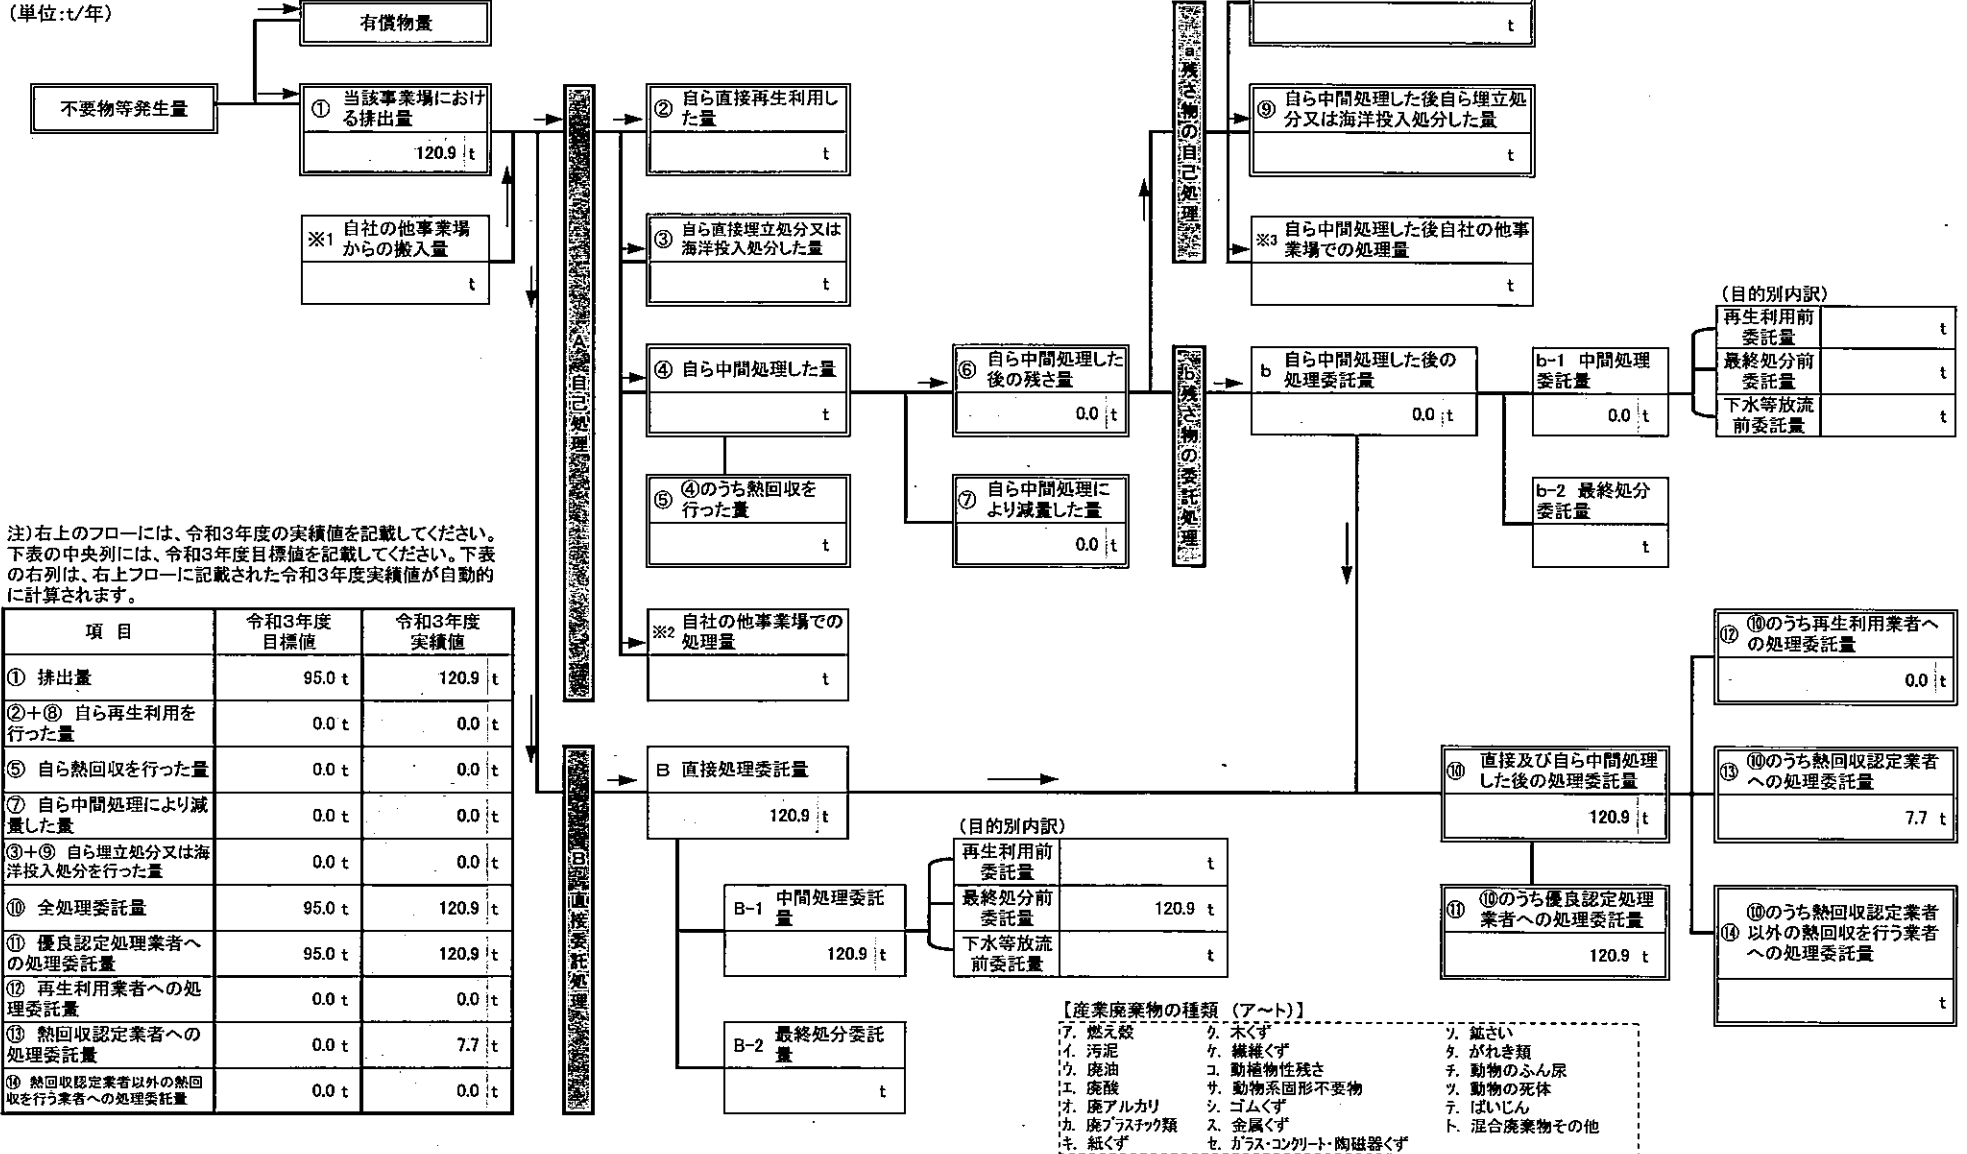 (単位:t/年)
有償物量
不要物等発生量
① 当該事業場におけ
る排出量
120.9 t
※1 自社の他事業場
からの搬入量
t
A 自己処理
② 自ら直接再生利用し
た量
t
③ 自ら直接埋立処分又は
海洋投入処分した量
t
④ 自ら中間処理した量
t
⑤ ④のうち熱回収を
行った量
t
※2 自社の他事業場での
処理量
t
⑥ 自ら中間処理した
後の残さ量
0.0 t
⑦ 自ら中間処理に
より減量した量
0.0 t
a 残さ物の自己処理
t
⑨ 自ら中間処理した後自ら埋立処
分又は海洋投入処分した量
t
※3 自ら中間処理した後自社の他事
業場での処理量
t
b 残さ物の委託処理
b 自ら中間処理した後の
処理委託量
0.0 t
b-1 中間処理
委託量
0.0 t
b-2 最終処分
委託量
t
(目的別内訳)
再生利用前
委託量
t
最終処分前
委託量
t
下水等放流
前委託量
t
注)右上のフローには、令和3年度の実績値を記載してください。
下表の中央列には、令和3年度目標値を記載してください。下表
の右列は、右上フローに記載された令和3年度実績値が自動的
に計算されます。
項 目
令和3年度
目標値
令和3年度
実績値
① 排出量 95.0 t 120.9 t
②+⑧ 自ら再生利用を
行った量 0.0 t 0.0 t
⑤ 自ら熱回収を行った量 0.0 t 0.0 t
⑦ 自ら中間処理により減
量した量 0.0 t 0.0 t
③+⑨ 自ら埋立処分又は海
洋投入処分を行った量 0.0 t 0.0 t
⑩ 全処理委託量 95.0 t 120.9 t
⑪ 優良認定処理業者へ
の処理委託量 95.0 t 120.9 t
⑫ 再生利用業者への処
理委託量 0.0 t 0.0 t
⑬ 熱回収認定業者への
処理委託量 0.0 t 7.7 t
⑭ 熱回収認定業者以外の熱回
収を行う業者への処理委託量 0.0 t 0.0 t
B 直接委託処理
B 直接処理委託量
120.9 t
B-1 中間処理委託
量
120.9 t
B-2 最終処分委託
量
t
(目的別内訳)
再生利用前
委託量
t
最終処分前
委託量
120.9 t
下水等放流
前委託量
t
⑩ 直接及び自ら中間処理
した後の処理委託量
120.9 t
⑪ ⑩のうち優良認定処理
業者への処理委託量
120.9 t
⑫ ⑩のうち再生利用業者へ
の処理委託量
0.0 t
⑬ ⑩のうち熱回収認定業者
への処理委託量
7.7 t
⑭ ⑩のうち熱回収認定業者
以外の熱回収を行う業者
への処理委託量
t
【産業廃棄物の種類 (ア～ト)】
ア. 燃え殻 ク. 木くず ソ. 鉱さい
イ. 汚泥 ケ. 繊維くず タ. がれき類
ウ. 廃油 コ. 動植物性残さ チ. 動物のふん尿
エ. 廃酸 サ. 動物系固形不要物 ツ. 動物の死体
オ. 廃アルカリ シ. ゴムくず テ. ばいじん
カ. 廃プラスチック類 ス. 金属くず ト. 混合廃棄物その他
キ. 紙くず セ. ガラス・コンクリート・陶磁器くず